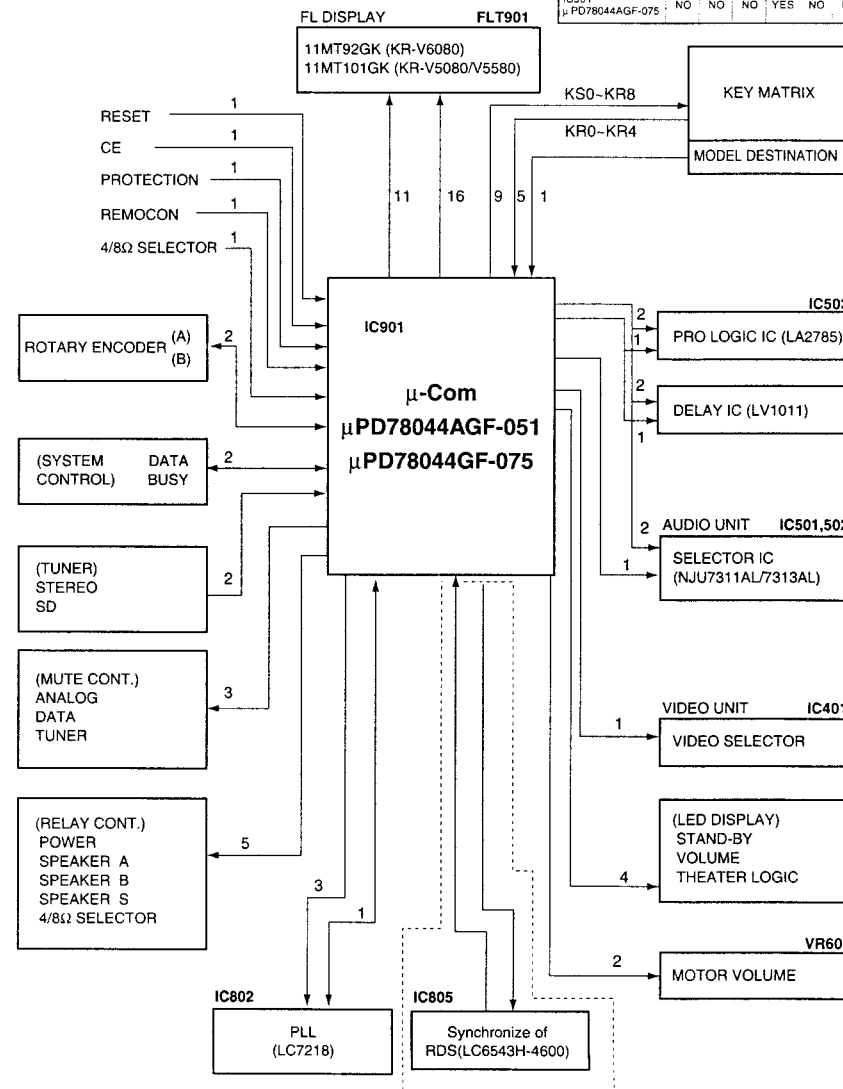 µPD78044AGF-075 NO NO NO YES NO
FL DISPLAY FLT901
11MT92GK (KR-V6080)
11MT101GK (KR-V5080/V5580)
KEY MATRIX
MODEL DESTINATION
KS0~KR8
KR0~KR4
RESET 1
CE 1
PROTECTION 1
REMOCON 1
4/8Ω SELECTOR 1
11 16 9 5 1
ROTARY ENCODER (A)
(B)
2
(SYSTEM DATA
CONTROL) BUSY
2
(TUNER)
STEREO
SD
2
(MUTE CONT.)
ANALOG
DATA
TUNER
3
(RELAY CONT.)
POWER
SPEAKER A
SPEAKER B
SPEAKER S
4/8Ω SELECTOR
5
IC901
µ-Com
µPD78044AGF-051
µPD78044GF-075
IC503
2
1
PRO LOGIC IC (LA2785)
2
1
DELAY IC (LV1011)
AUDIO UNIT IC501,502
2
1
SELECTOR IC
(NJU7311AL/7313AL)
VIDEO UNIT IC401
1
VIDEO SELECTOR
(LED DISPLAY)
STAND-BY
VOLUME
THEATER LOGIC
4
VR60
2
MOTOR VOLUME
3
1
IC802
PLL
(LC7218)
IC805
Synchronize of
RDS(LC6543H-4600)